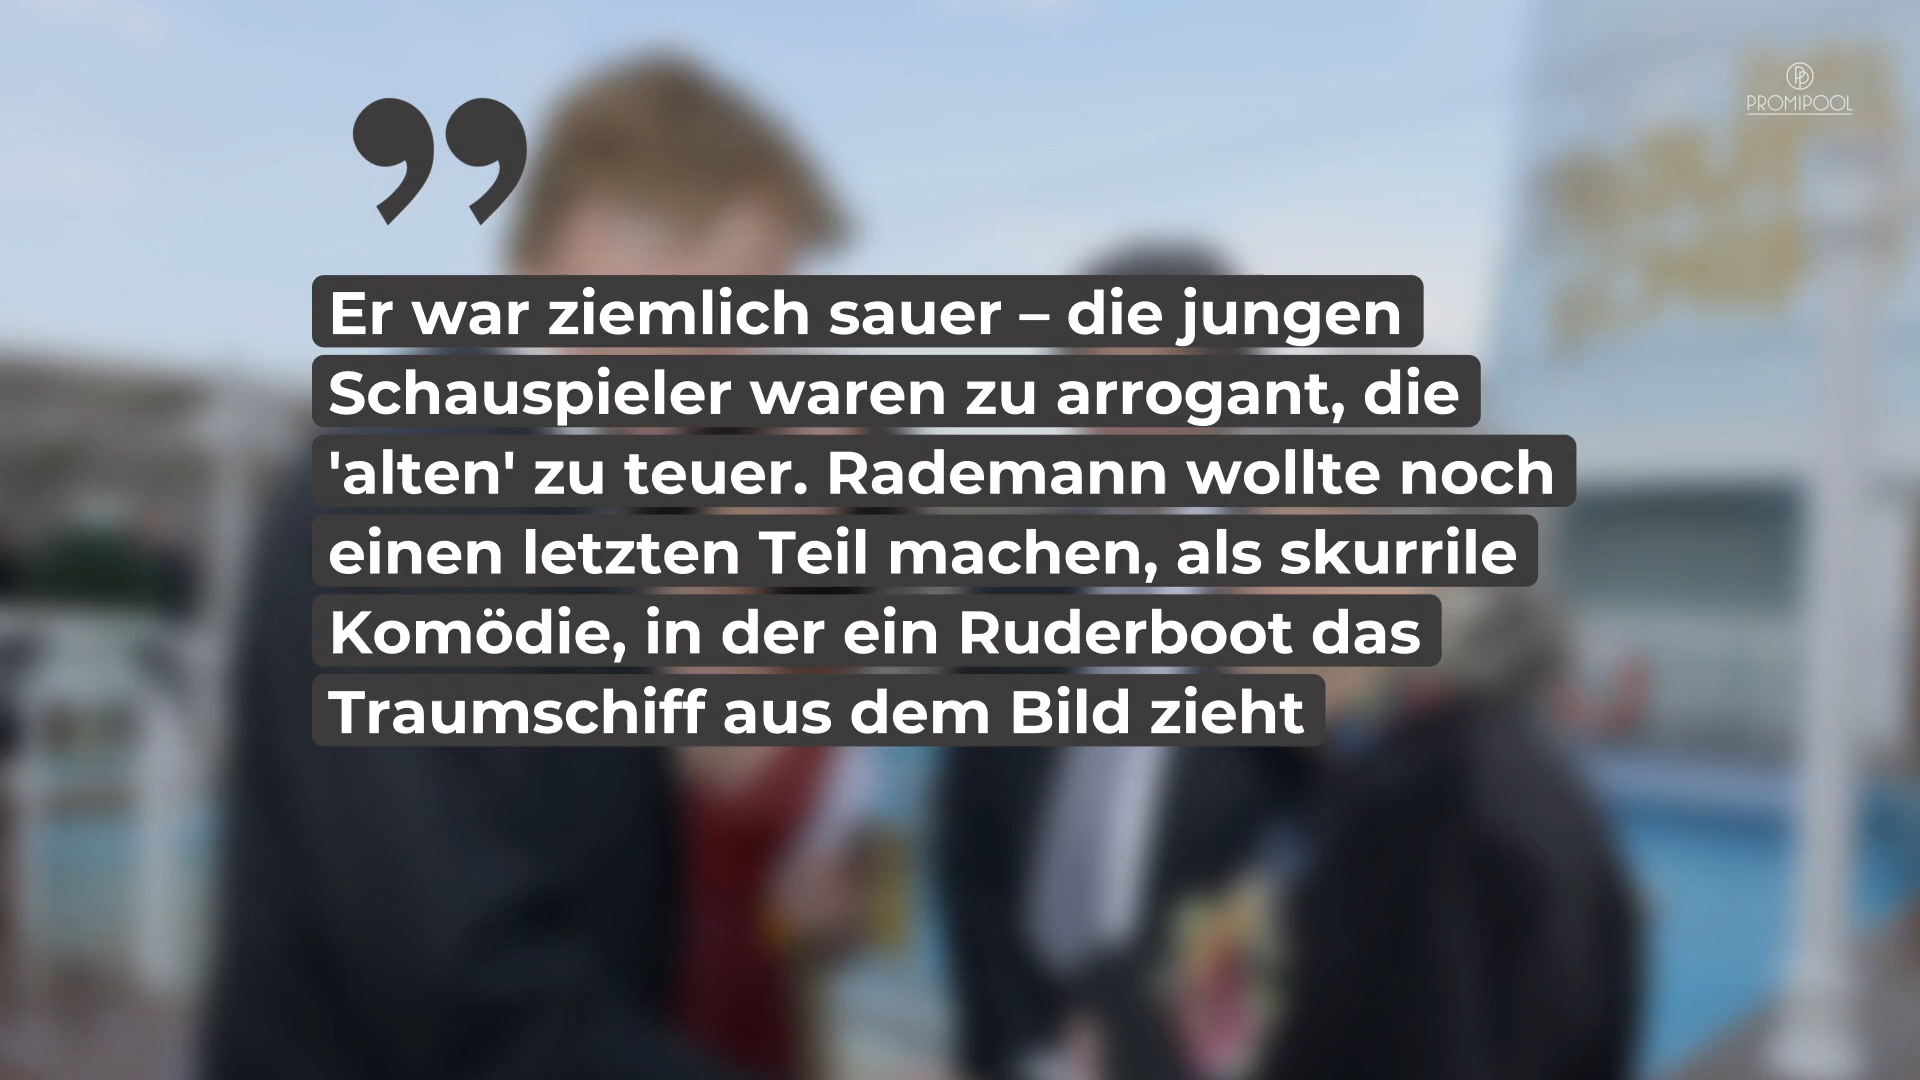 PROMIPOOL
”
Er war ziemlich sauer – die jungen
Schauspieler waren zu arrogant, die
'alten' zu teuer. Rademann wollte noch
einen letzten Teil machen, als skurrile
Komödie, in der ein Ruderboot das
Traumschiff aus dem Bild zieht